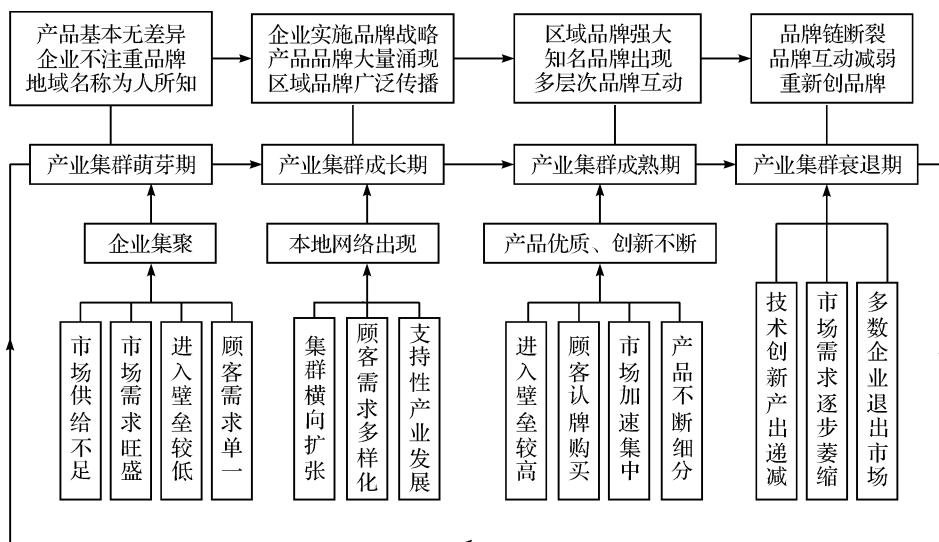 产品基本无差异
企业不注重品牌
地域名称为人所知
企业实施品牌战略
产品品牌大量涌现
区域品牌广泛传播
区域品牌强大
知名品牌出现
多层次品牌互动
品牌链断裂
品牌互动减弱
重新创品牌
产业集群萌芽期
产业集群成长期
产业集群成熟期
产业集群衰退期
企业集聚
本地网络出现
产品优质、创新不断
市场供给不足
市场需求旺盛
进入壁垒较低
顾客需求单一
集群横向扩张
顾客需求多样化
支持性产业发展
进入壁垒较高
顾客认牌购买
市场加速集中
产品不断细分
技术创新产出递减
市场需求逐步萎缩
多数企业退出市场